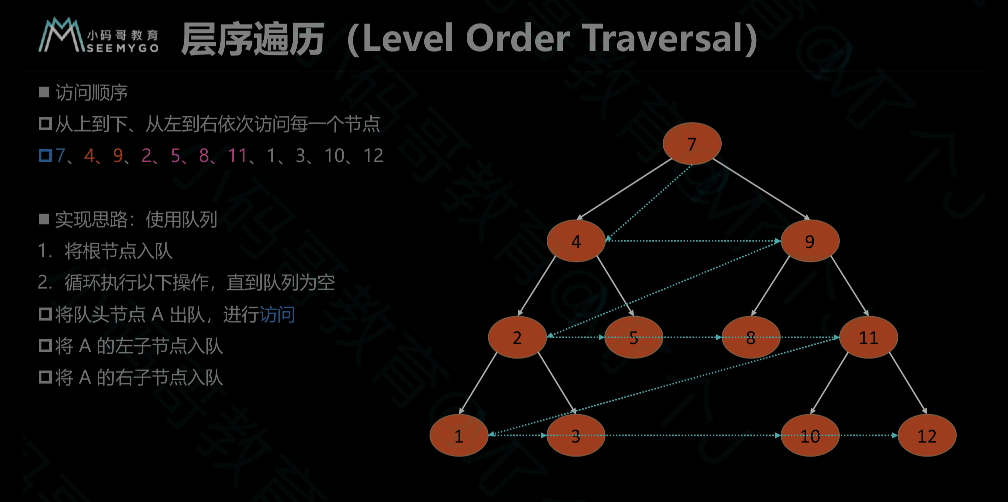 小码哥教育
SEEMYGO
层序遍历（Level Order Traversal）
■ 访问顺序
从上到下、从左到右依次访问每一个节点
7、4、9、2、5、8、11、1、3、10、12
■ 实现思路：使用队列
1. 将根节点入队
2. 循环执行以下操作，直到队列为空
将队头节点 A 出队，进行访问
将 A 的左子节点入队
将 A 的右子节点入队
7
4 9
2 5 8 11
1 3 10 12